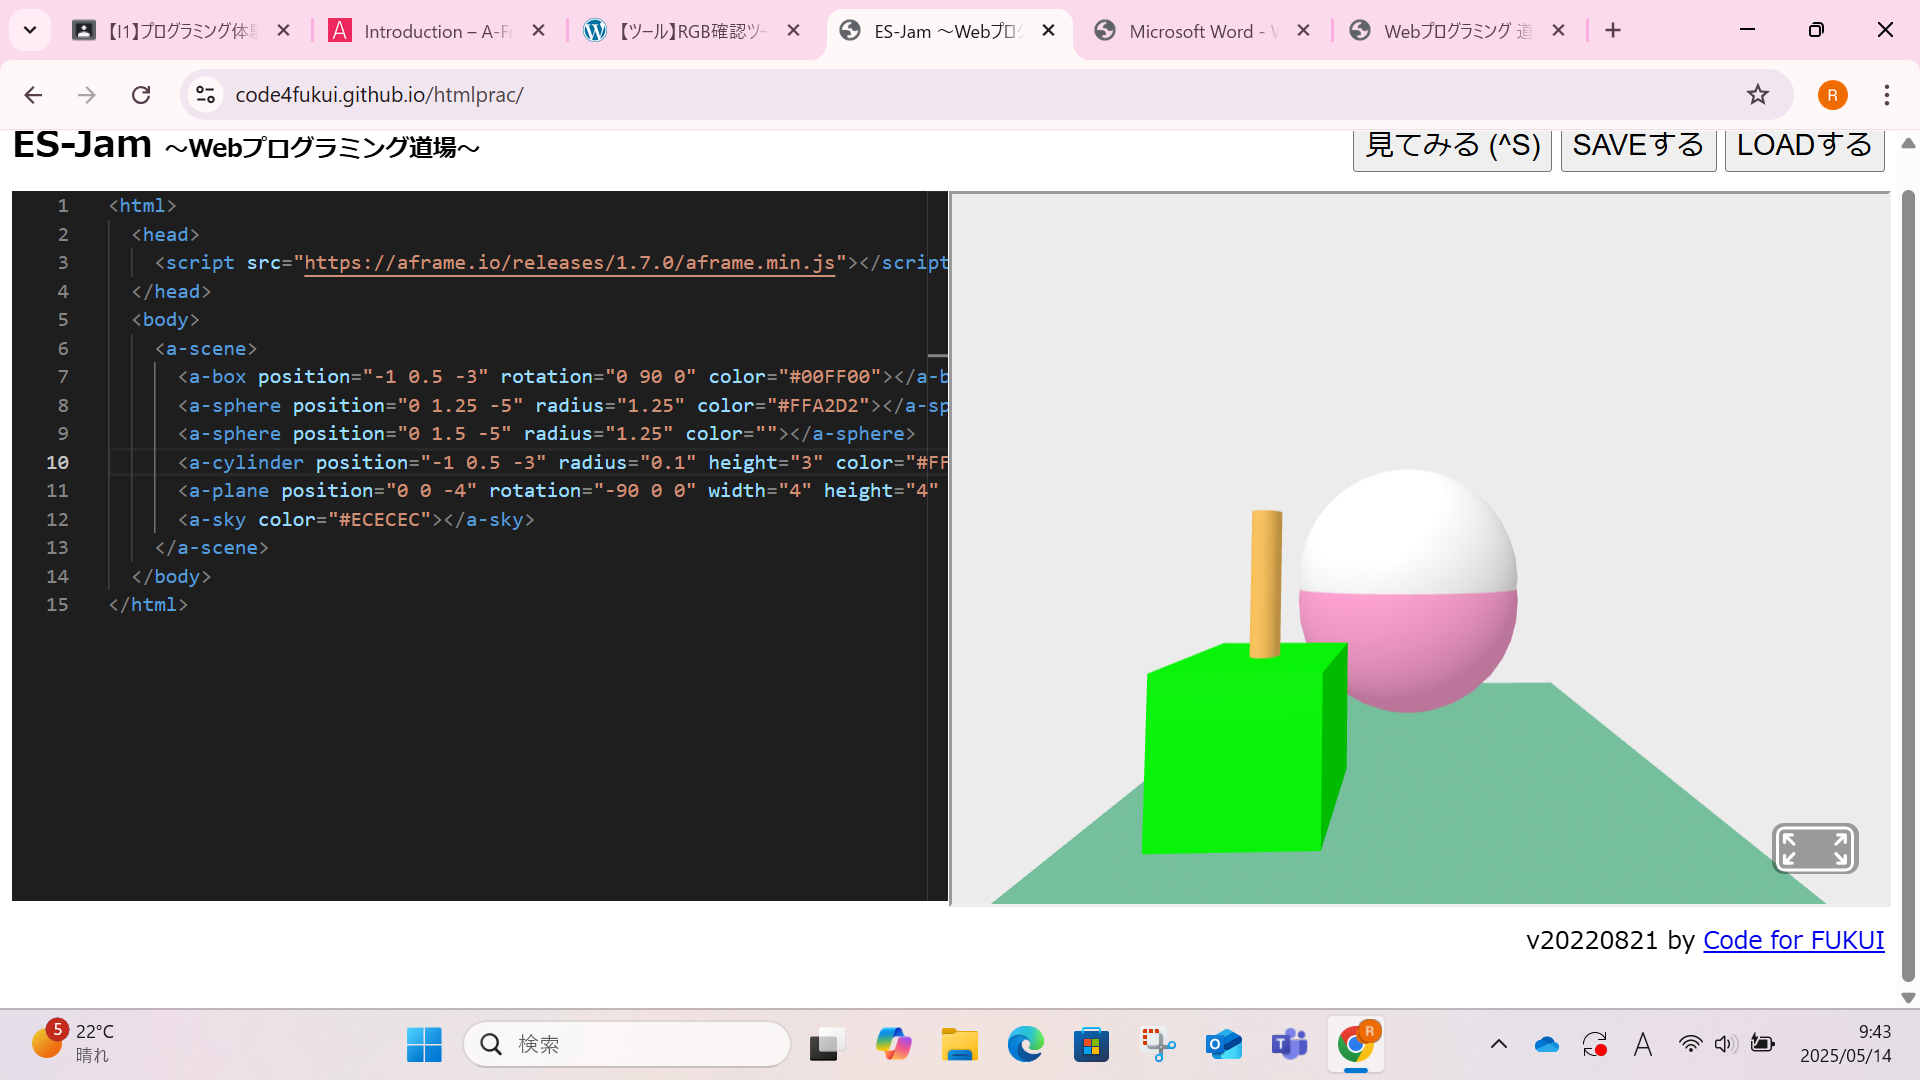 【I1】プログラミング体験
Introduction – A-Fr
【ツール】RGB確認ツー
ES-Jam ～Webプログ
Microsoft Word - W
Webプログラミング 道
code4fukui.github.io/htmlprac/
R
ES-Jam ～Webプログラミング道場～
見てみる (^S) SAVEする LOADする
1 <html>
2 <head>
3 <script src="https://aframe.io/releases/1.7.0/aframe.min.js"></script
4 </head>
5 <body>
6 <a-scene>
7 <a-box position="-1 0.5 -3" rotation="0 90 0" color="#00FF00"></a-b
8 <a-sphere position="0 1.25 -5" radius="1.25" color="#FFA2D2"></a-sp
9 <a-sphere position="0 1.5 -5" radius="1.25" color=""></a-sphere>
10 <a-cylinder position="-1 0.5 -3" radius="0.1" height="3" color="#FF
11 <a-plane position="0 0 -4" rotation="-90 0 0" width="4" height="4"
12 <a-sky color="#ECECEC"></a-sky>
13 </a-scene>
14 </body>
15 </html>
v20220821 by Code for FUKUI
5
22°C
晴れ
検索
R
A
9:43
2025/05/14